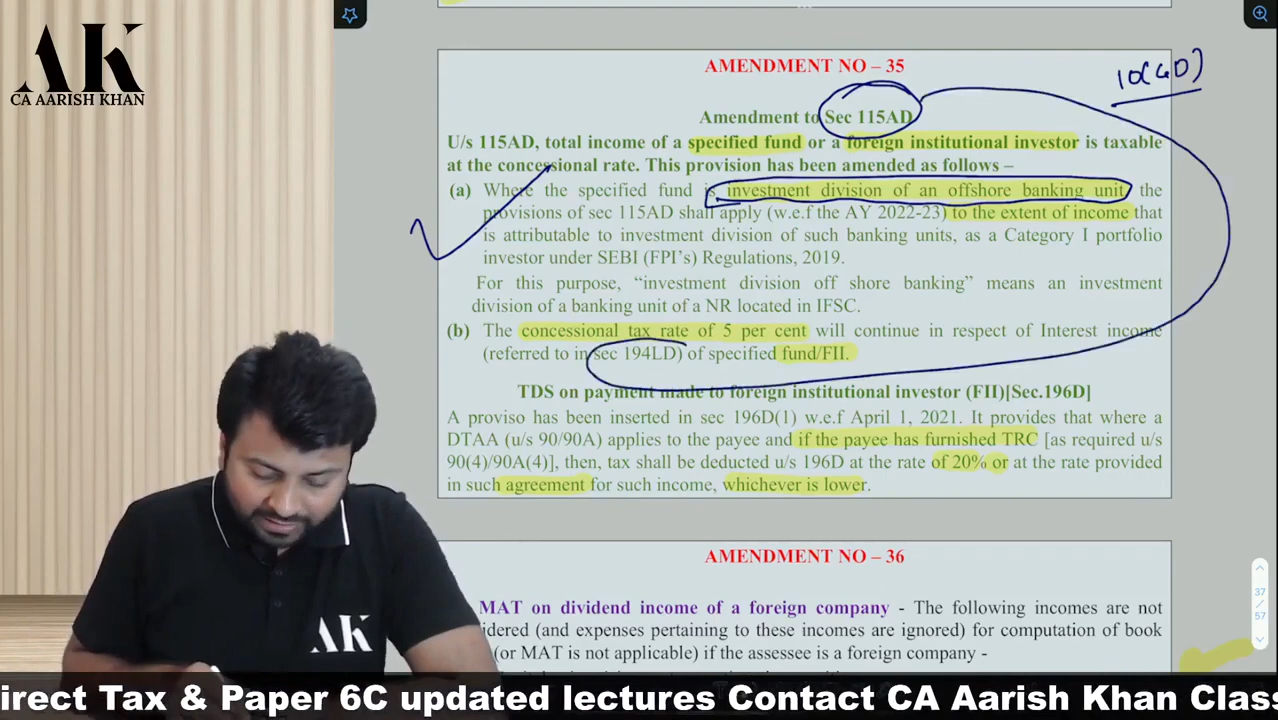 AK
CA AARISH KHAN
AMENDMENT NO – 35
10(4D)
Amendment to Sec 115AD
U/s 115AD, total income of a specified fund or a foreign institutional investor is taxable
at the concessional rate. This provision has been amended as follows –
(a) Where the specified fund is investment division of an offshore banking unit, the
provisions of sec 115AD shall apply (w.e.f the AY 2022-23) to the extent of income that
is attributable to investment division of such banking units, as a Category I portfolio
investor under SEBI (FPI's) Regulations, 2019.
For this purpose, "investment division off shore banking" means an investment
division of a banking unit of a NR located in IFSC.
(b) The concessional tax rate of 5 per cent will continue in respect of Interest income
(referred to in sec 194LD) of specified fund/FII.
TDS on payment made to foreign institutional investor (FII)[Sec.196D]
A proviso has been inserted in sec 196D(1) w.e.f April 1, 2021. It provides that where a
DTAA (u/s 90/90A) applies to the payee and if the payee has furnished TRC [as required u/s
90(4)/90A(4)], then, tax shall be deducted u/s 196D at the rate of 20% or at the rate provided
in such agreement for such income, whichever is lower.
AMENDMENT NO – 36
MAT on dividend income of a foreign company - The following incomes are not
idered (and expenses pertaining to these incomes are ignored) for computation of book
(or MAT is not applicable) if the assessee is a foreign company -
37
/
57
AK
irect Tax & Paper 6C updated lectures Contact CA Aarish Khan Class